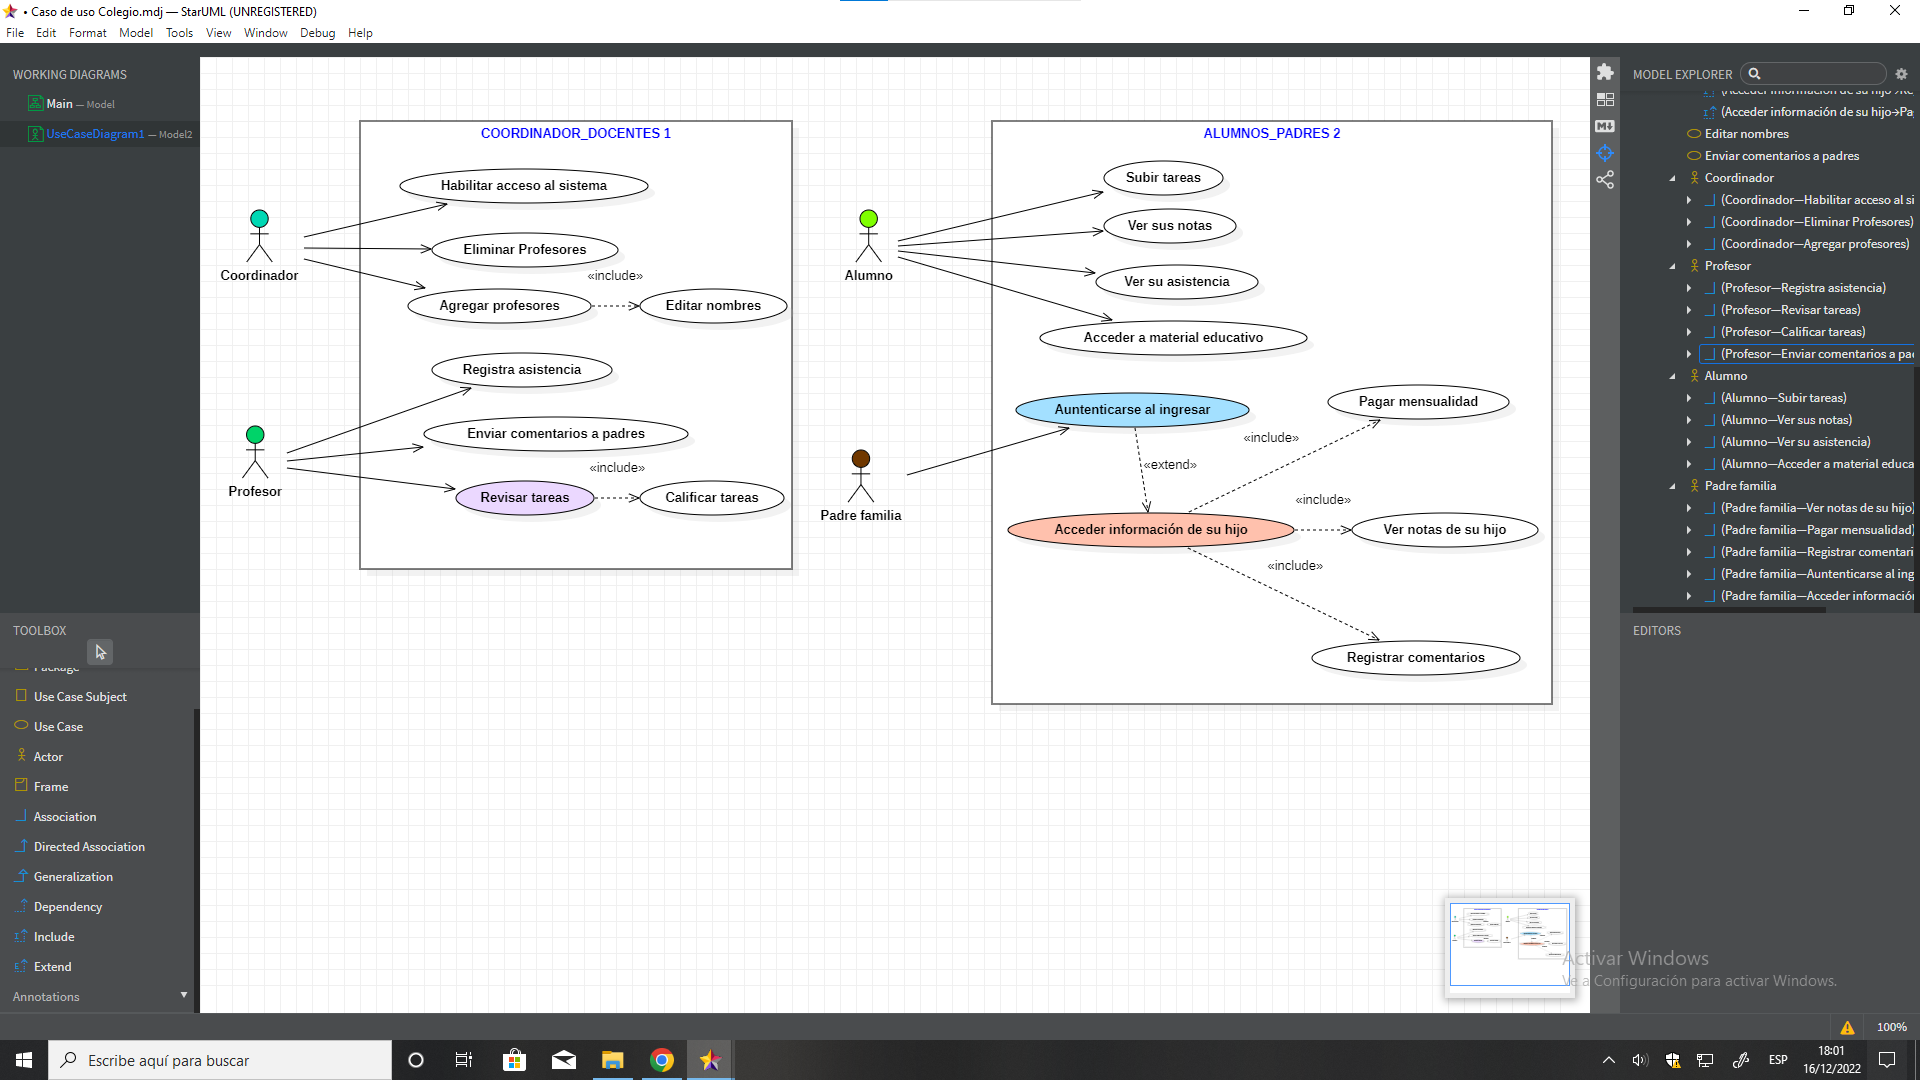 • Caso de uso Colegio.mdj — StarUML (UNREGISTERED)
File Edit Format Model Tools View Window Debug Help
WORKING DIAGRAMS
Main — Model
UseCaseDiagram1 — Model2
TOOLBOX
Package
Use Case Subject
Use Case
Actor
Frame
Association
Directed Association
Generalization
Dependency
Include
Extend
Annotations
COORDINADOR_DOCENTES 1
Habilitar acceso al sistema
Eliminar Profesores
«include»
Agregar profesores
Editar nombres
Coordinador
Registra asistencia
Enviar comentarios a padres
«include»
Revisar tareas
Calificar tareas
Profesor
ALUMNOS_PADRES 2
Subir tareas
Ver sus notas
Ver su asistencia
Acceder a material educativo
Alumno
Auntenticarse al ingresar
Pagar mensualidad
«include»
«extend»
«include»
Acceder información de su hijo
Ver notas de su hijo
«include»
Registrar comentarios
Padre familia
MODEL EXPLORER
(Acceder información de su hijo→Re
(Acceder información de su hijo→Pa
Editar nombres
Enviar comentarios a padres
Coordinador
(Coordinador—Habilitar acceso al si
(Coordinador—Eliminar Profesores)
(Coordinador—Agregar profesores)
Profesor
(Profesor—Registra asistencia)
(Profesor—Revisar tareas)
(Profesor—Calificar tareas)
(Profesor—Enviar comentarios a pa
Alumno
(Alumno—Subir tareas)
(Alumno—Ver sus notas)
(Alumno—Ver su asistencia)
(Alumno—Acceder a material educa
Padre familia
(Padre familia—Ver notas de su hijo)
(Padre familia—Pagar mensualidad)
(Padre familia—Registrar comentari
(Padre familia—Auntenticarse al ing
(Padre familia—Acceder informació
EDITORS
Activar Windows
Ve a Configuración para activar Windows.
100%
Escribe aquí para buscar
ESP
18:01
16/12/2022